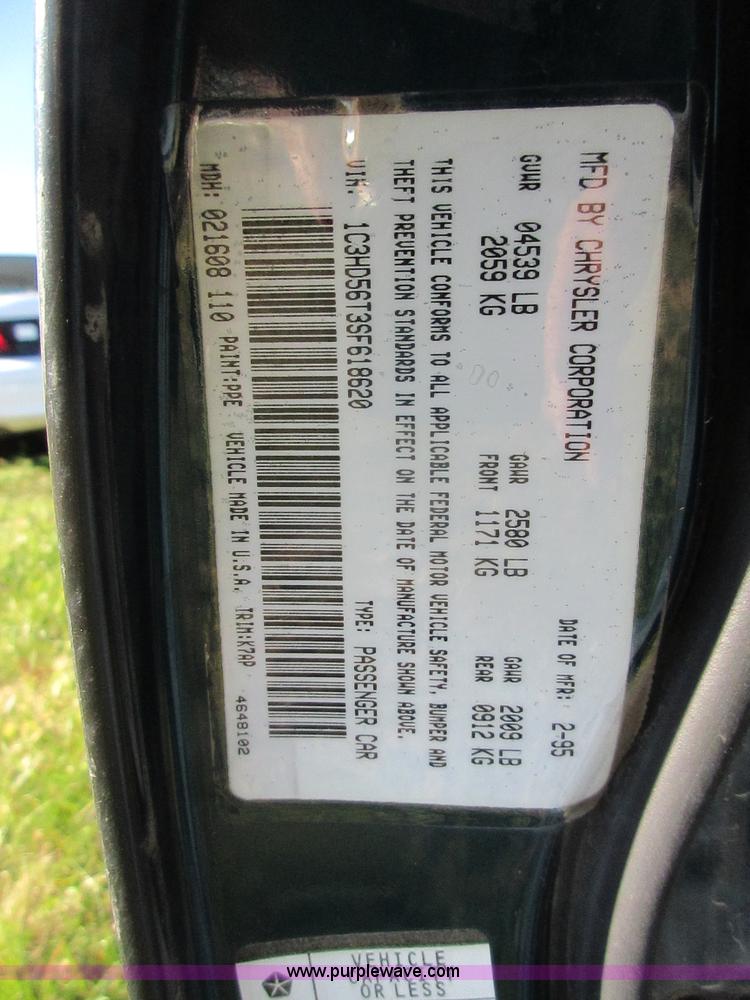 MFD BY CHRYSLER CORPORATION
DATE OF MFR: 2-95
GVWR 04539 LB
2059 KG
GAWR 2580 LB
FRONT 1171 KG
GAWR 2009 LB
REAR 0912 KG
THIS VEHICLE CONFORMS TO ALL APPLICABLE FEDERAL MOTOR VEHICLE SAFETY, BUMPER AND
THEFT PREVENTION STANDARDS IN EFFECT ON THE DATE OF MANUFACTURE SHOWN ABOVE.
VIN: 1C3HD56T3SF618620
TYPE: PASSENGER CAR
MDH: 021608 110 PAINT:PPE VEHICLE MADE IN U.S.A. TRIM:K7AP
4648102
VEHICLE
OR LESS
www.purplewave.com